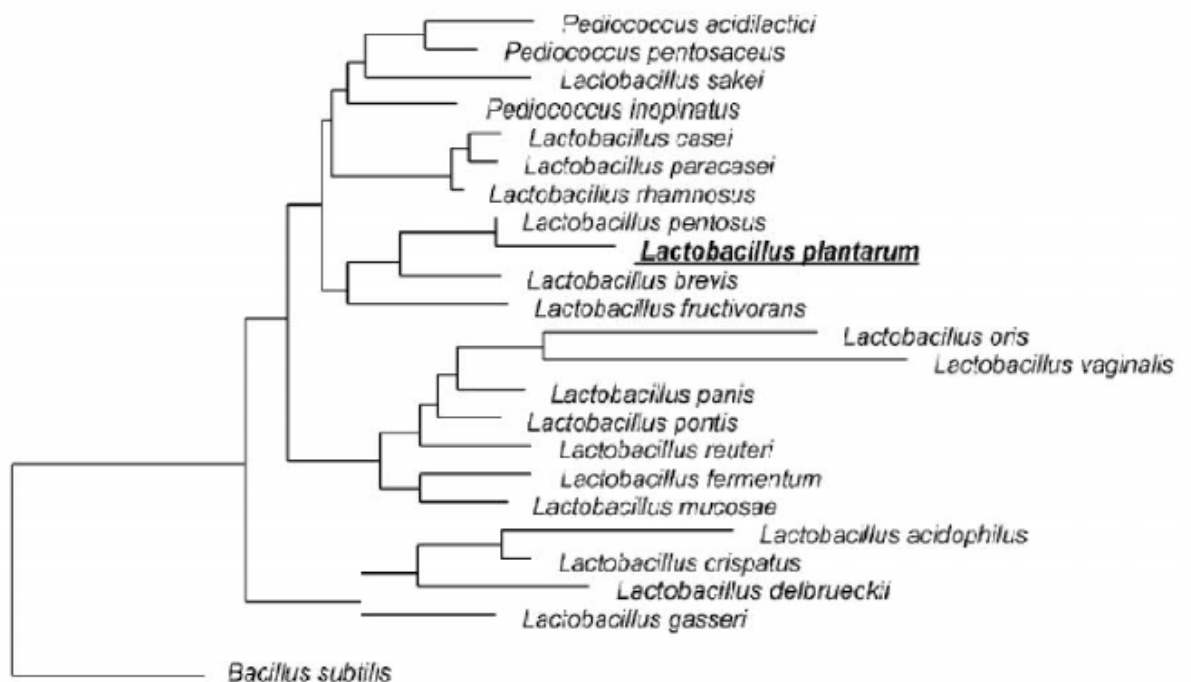 Pediococcus acidilactici
Pediococcus pentosaceus
Lactobacillus sakei
Pediococcus inopinatus
Lactobacillus casei
Lactobacillus paracasei
Lactobacillus rhamnosus
Lactobacillus pentosus
Lactobacillus plantarum
Lactobacillus brevis
Lactobacillus fructivorans
Lactobacillus oris
Lactobacillus vaginalis
Lactobacillus panis
Lactobacillus pontis
Lactobacillus reuteri
Lactobacillus fermentum
Lactobacillus mucosae
Lactobacillus acidophilus
Lactobacillus crispatus
Lactobacillus delbrueckii
Lactobacillus gasseri
Bacillus subtilis